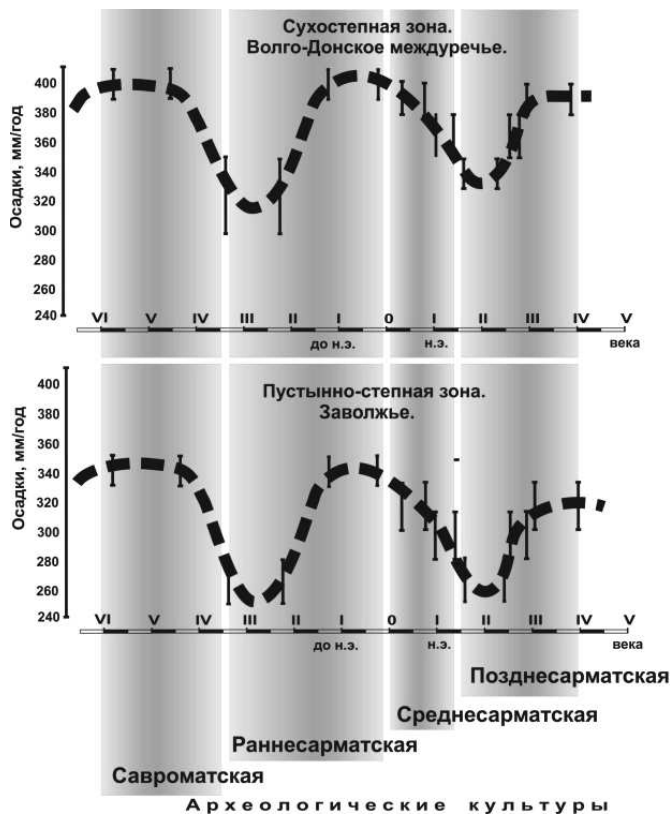 Сухостепная зона.
Волго-Донское междуречье.
Осадки, мм/год
400
380
360
340
320
300
280
260
240
VI V IV III II I 0 I II III IV V
до н.э. н.э. века
Пустынно-степная зона.
Заволжье.
Осадки, мм/год
400
380
360
340
320
300
280
260
240
VI V IV III II I 0 I II III IV V
до н.э. н.э. века
Позднесарматская
Среднесарматская
Раннесарматская
Савроматская
Археологические культуры